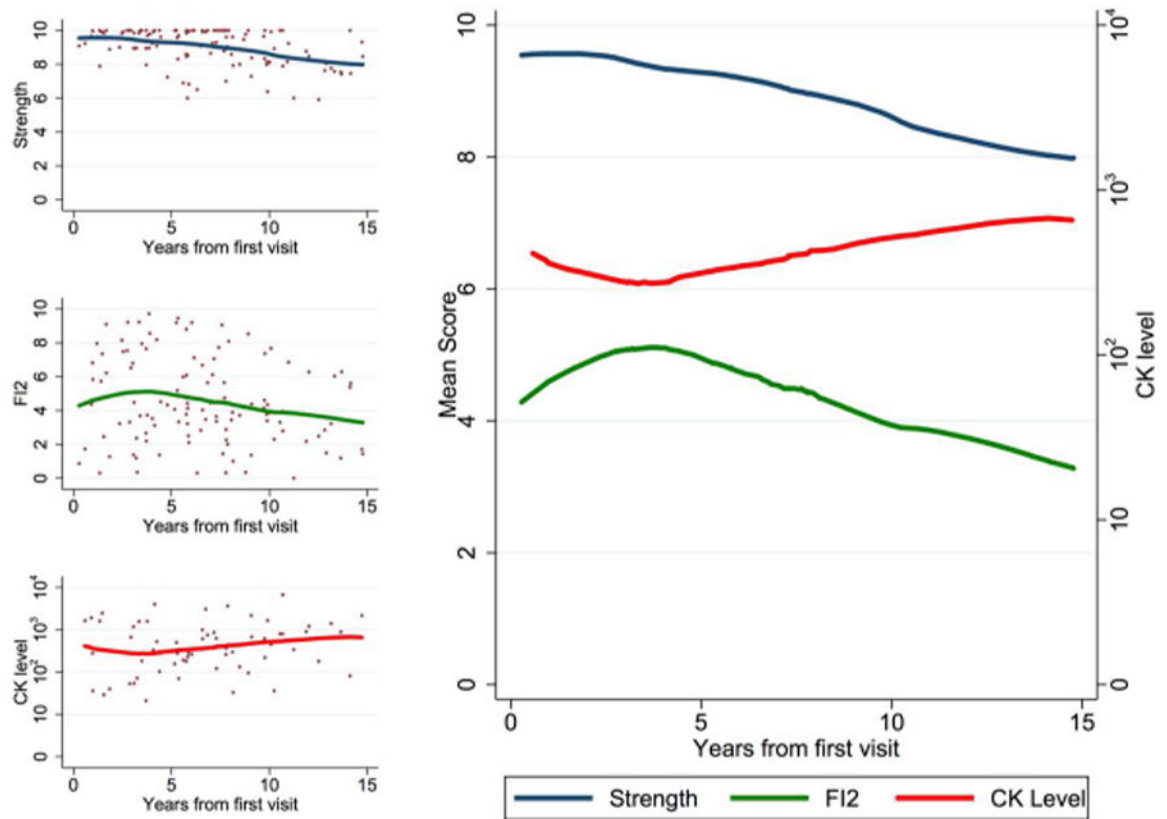 Strength
10
8
6
4
2
0
0 5 10 15
Years from first visit
FI2
10
8
6
4
2
0
0 5 10 15
Years from first visit
CK level
10⁴
10³
10²
10
0
0 5 10 15
Years from first visit
Mean Score
10
8
6
4
2
0
CK level
10⁴
10³
10²
10
0
0 5 10 15
Years from first visit
Strength FI2 CK Level